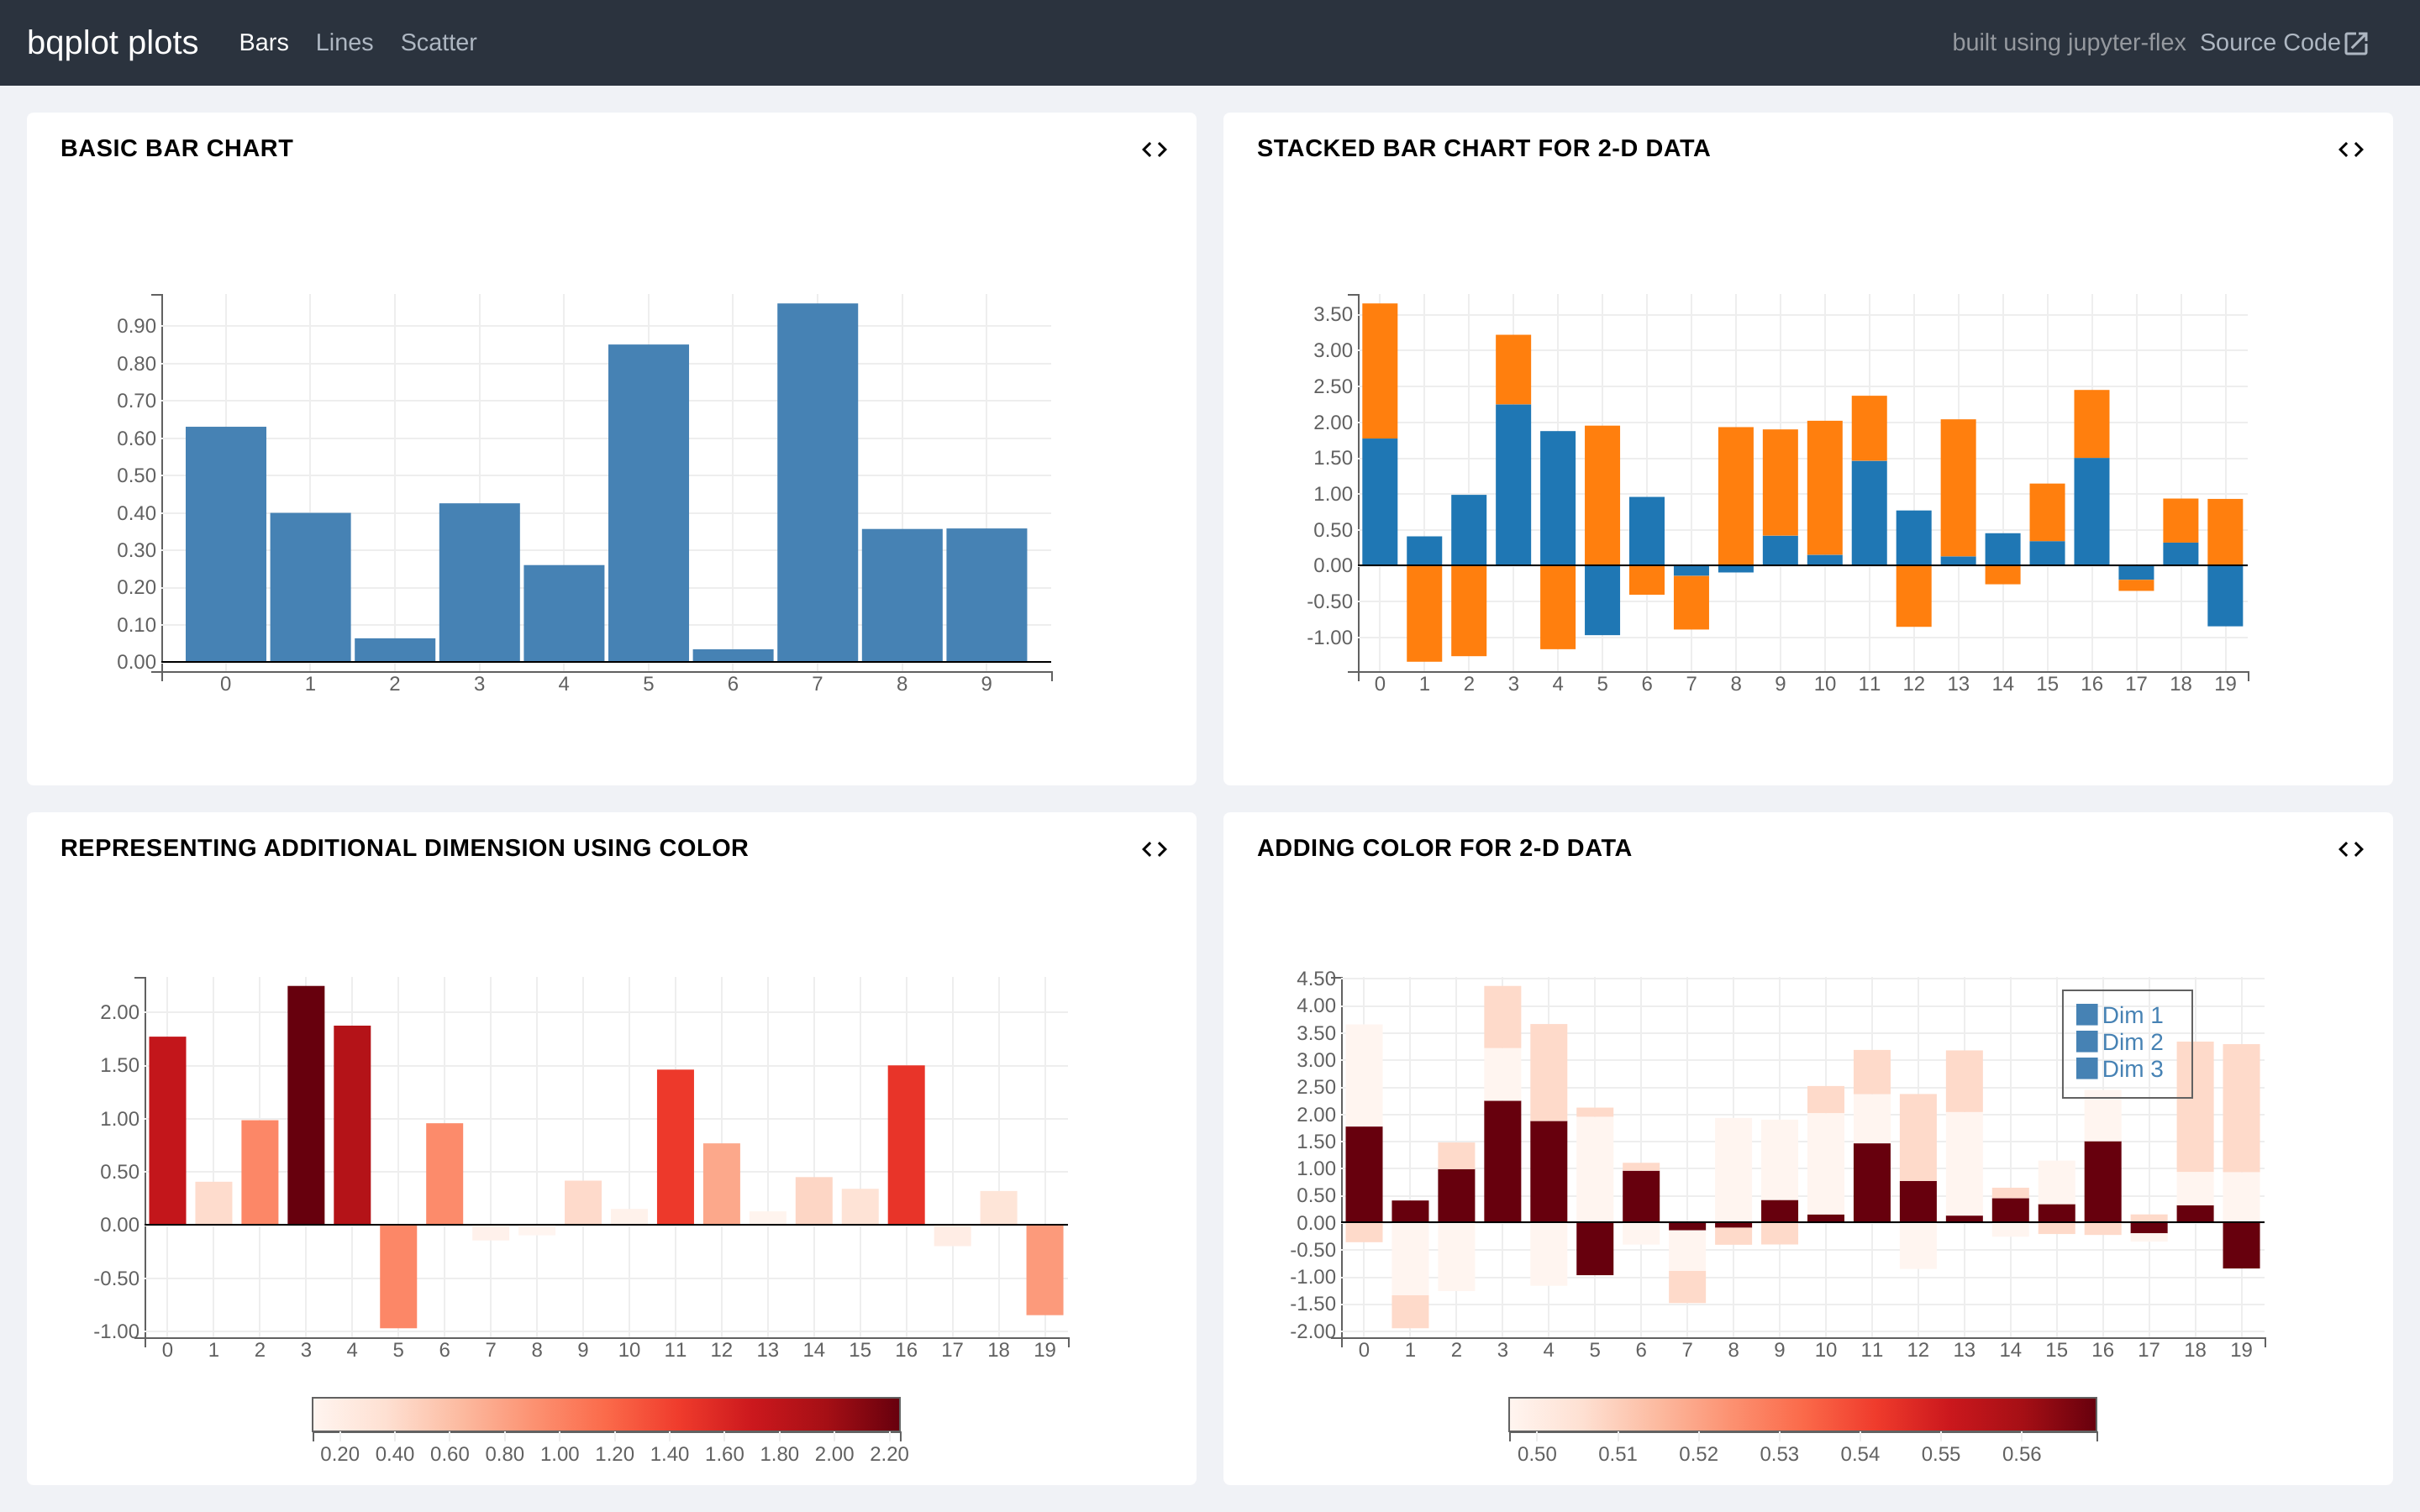 bqplot plots Bars Lines Scatter built using jupyter-flex Source Code
BASIC BAR CHART
0.90
0.80
0.70
0.60
0.50
0.40
0.30
0.20
0.10
0.00
0 1 2 3 4 5 6 7 8 9
STACKED BAR CHART FOR 2-D DATA
3.50
3.00
2.50
2.00
1.50
1.00
0.50
0.00
-0.50
-1.00
0 1 2 3 4 5 6 7 8 9 10 11 12 13 14 15 16 17 18 19
REPRESENTING ADDITIONAL DIMENSION USING COLOR
2.00
1.50
1.00
0.50
0.00
-0.50
-1.00
0 1 2 3 4 5 6 7 8 9 10 11 12 13 14 15 16 17 18 19
0.20 0.40 0.60 0.80 1.00 1.20 1.40 1.60 1.80 2.00 2.20
ADDING COLOR FOR 2-D DATA
4.50
4.00
3.50
3.00
2.50
2.00
1.50
1.00
0.50
0.00
-0.50
-1.00
-1.50
-2.00
Dim 1
Dim 2
Dim 3
0 1 2 3 4 5 6 7 8 9 10 11 12 13 14 15 16 17 18 19
0.50 0.51 0.52 0.53 0.54 0.55 0.56